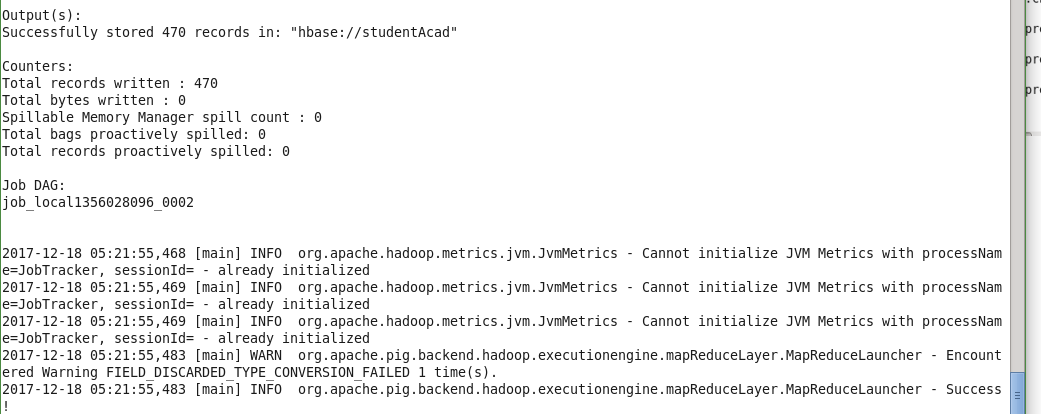 Output(s):
Successfully stored 470 records in: "hbase://studentAcad"
Counters:
Total records written : 470
Total bytes written : 0
Spillable Memory Manager spill count : 0
Total bags proactively spilled: 0
Total records proactively spilled: 0
Job DAG:
job_local1356028096_0002
2017-12-18 05:21:55,468 [main] INFO  org.apache.hadoop.metrics.jvm.JvmMetrics - Cannot initialize JVM Metrics with processNam
e=JobTracker, sessionId= - already initialized
2017-12-18 05:21:55,469 [main] INFO  org.apache.hadoop.metrics.jvm.JvmMetrics - Cannot initialize JVM Metrics with processNam
e=JobTracker, sessionId= - already initialized
2017-12-18 05:21:55,469 [main] INFO  org.apache.hadoop.metrics.jvm.JvmMetrics - Cannot initialize JVM Metrics with processNam
e=JobTracker, sessionId= - already initialized
2017-12-18 05:21:55,483 [main] WARN  org.apache.pig.backend.hadoop.executionengine.mapReduceLayer.MapReduceLauncher - Encount
ered Warning FIELD_DISCARDED_TYPE_CONVERSION_FAILED 1 time(s).
2017-12-18 05:21:55,483 [main] INFO  org.apache.pig.backend.hadoop.executionengine.mapReduceLayer.MapReduceLauncher - Success
!
pr
pr
pr